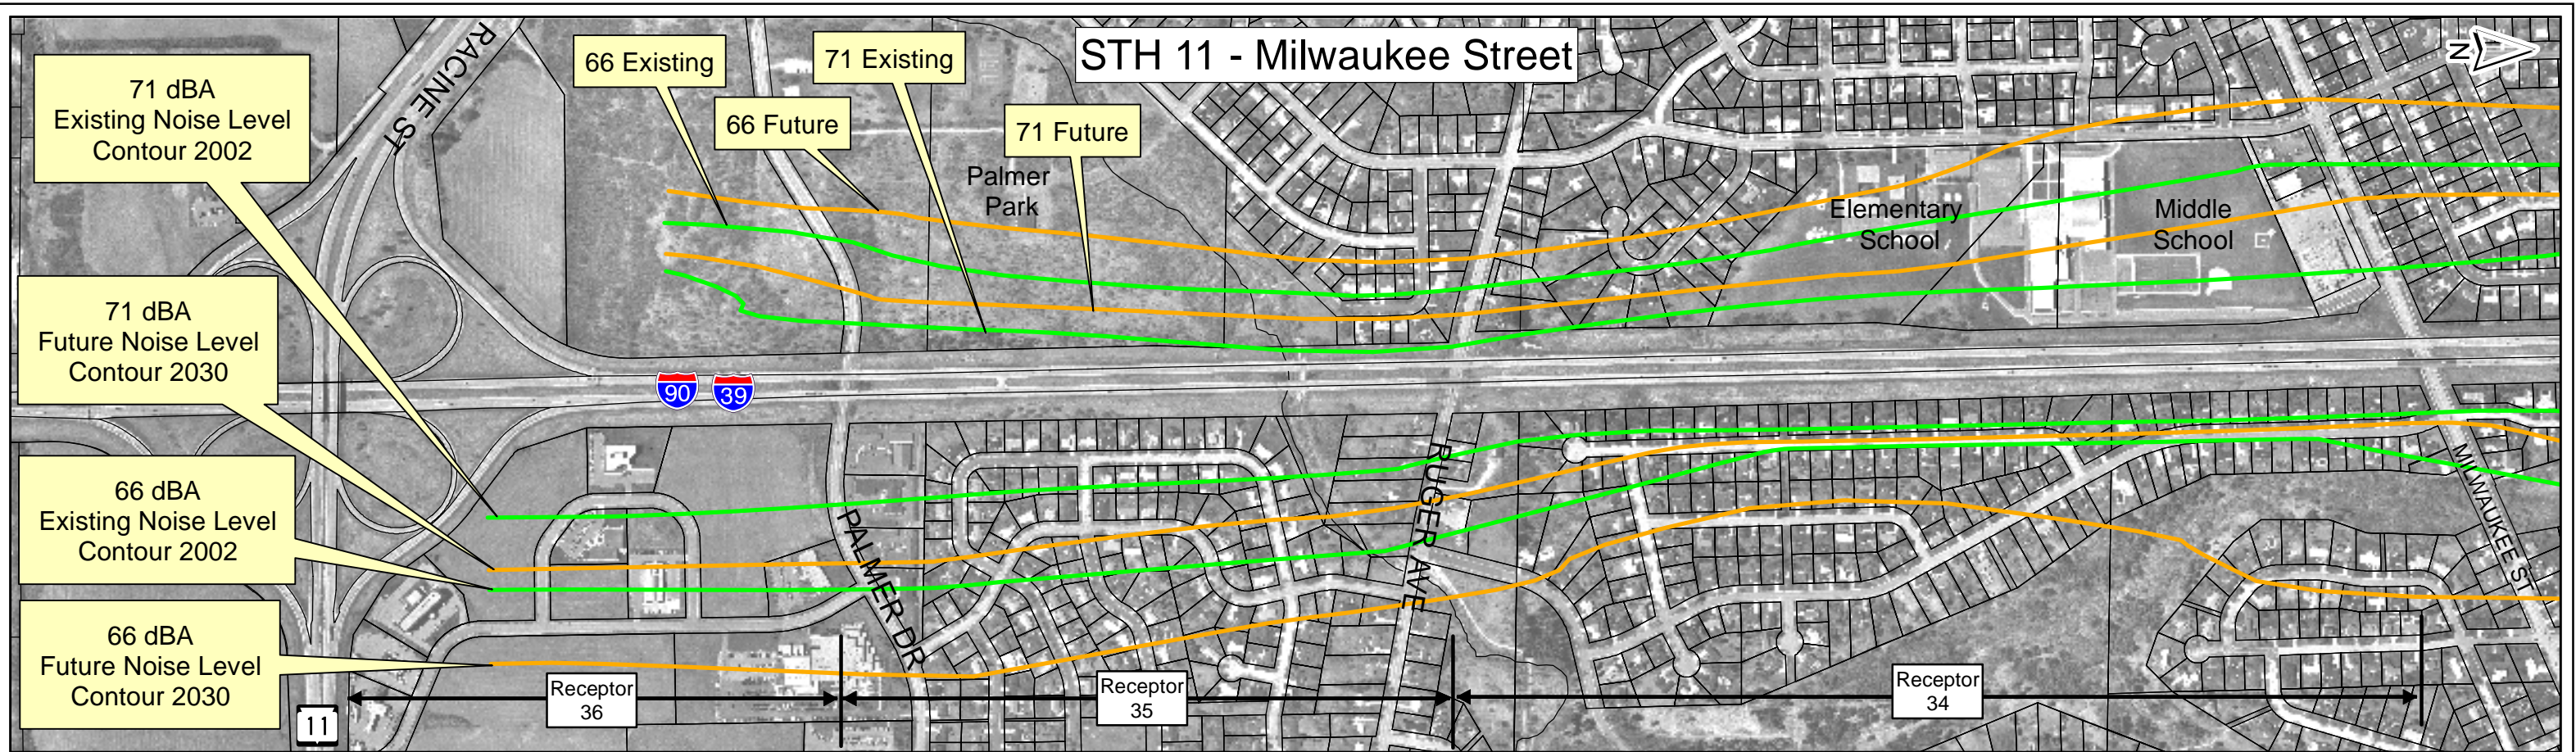 STH 11 - Milwaukee Street
N
RACINE ST
71 dBA
Existing Noise Level
Contour 2002
66 Existing
66 Future
71 Existing
71 Future
Palmer
Park
Elementary
School
Middle
School
71 dBA
Future Noise Level
Contour 2030
90
39
66 dBA
Existing Noise Level
Contour 2002
PALMER DR
RUGER AVE
MILWAUKEE ST
66 dBA
Future Noise Level
Contour 2030
11
Receptor
36
Receptor
35
Receptor
34